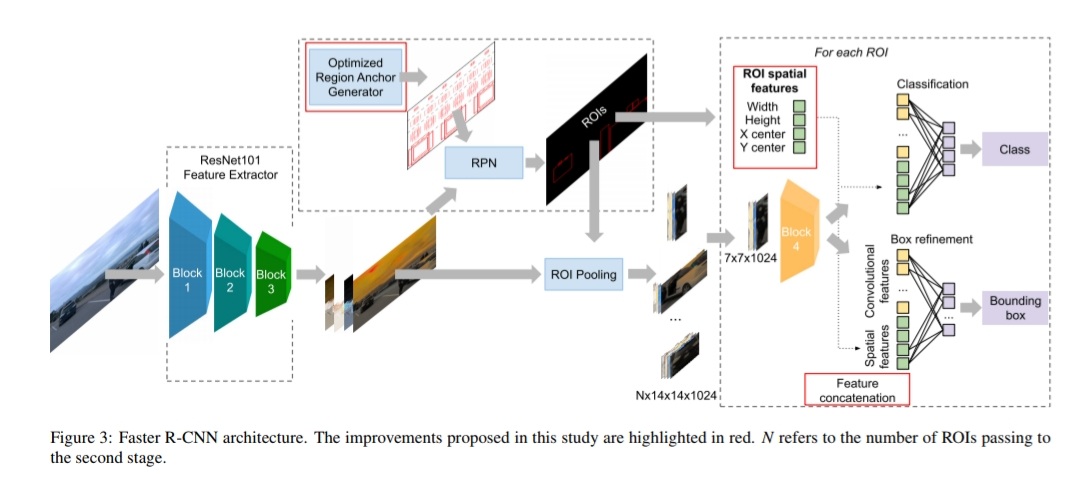 For each ROI
Optimized
Region Anchor
Generator
ROI spatial
features
Width
Height
X center
Y center
Classification
Class
ROIs
RPN
ResNet101
Feature Extractor
Block
1
Block
2
Block
3
ROI Pooling
...
Nx14x14x1024
7x7x1024
Block
4
...
Box refinement
Convolutional
features
Spatial
features
...
...
Bounding
box
Feature
concatenation
Figure 3: Faster R-CNN architecture. The improvements proposed in this study are highlighted in red. N refers to the number of ROIs passing to
the second stage.